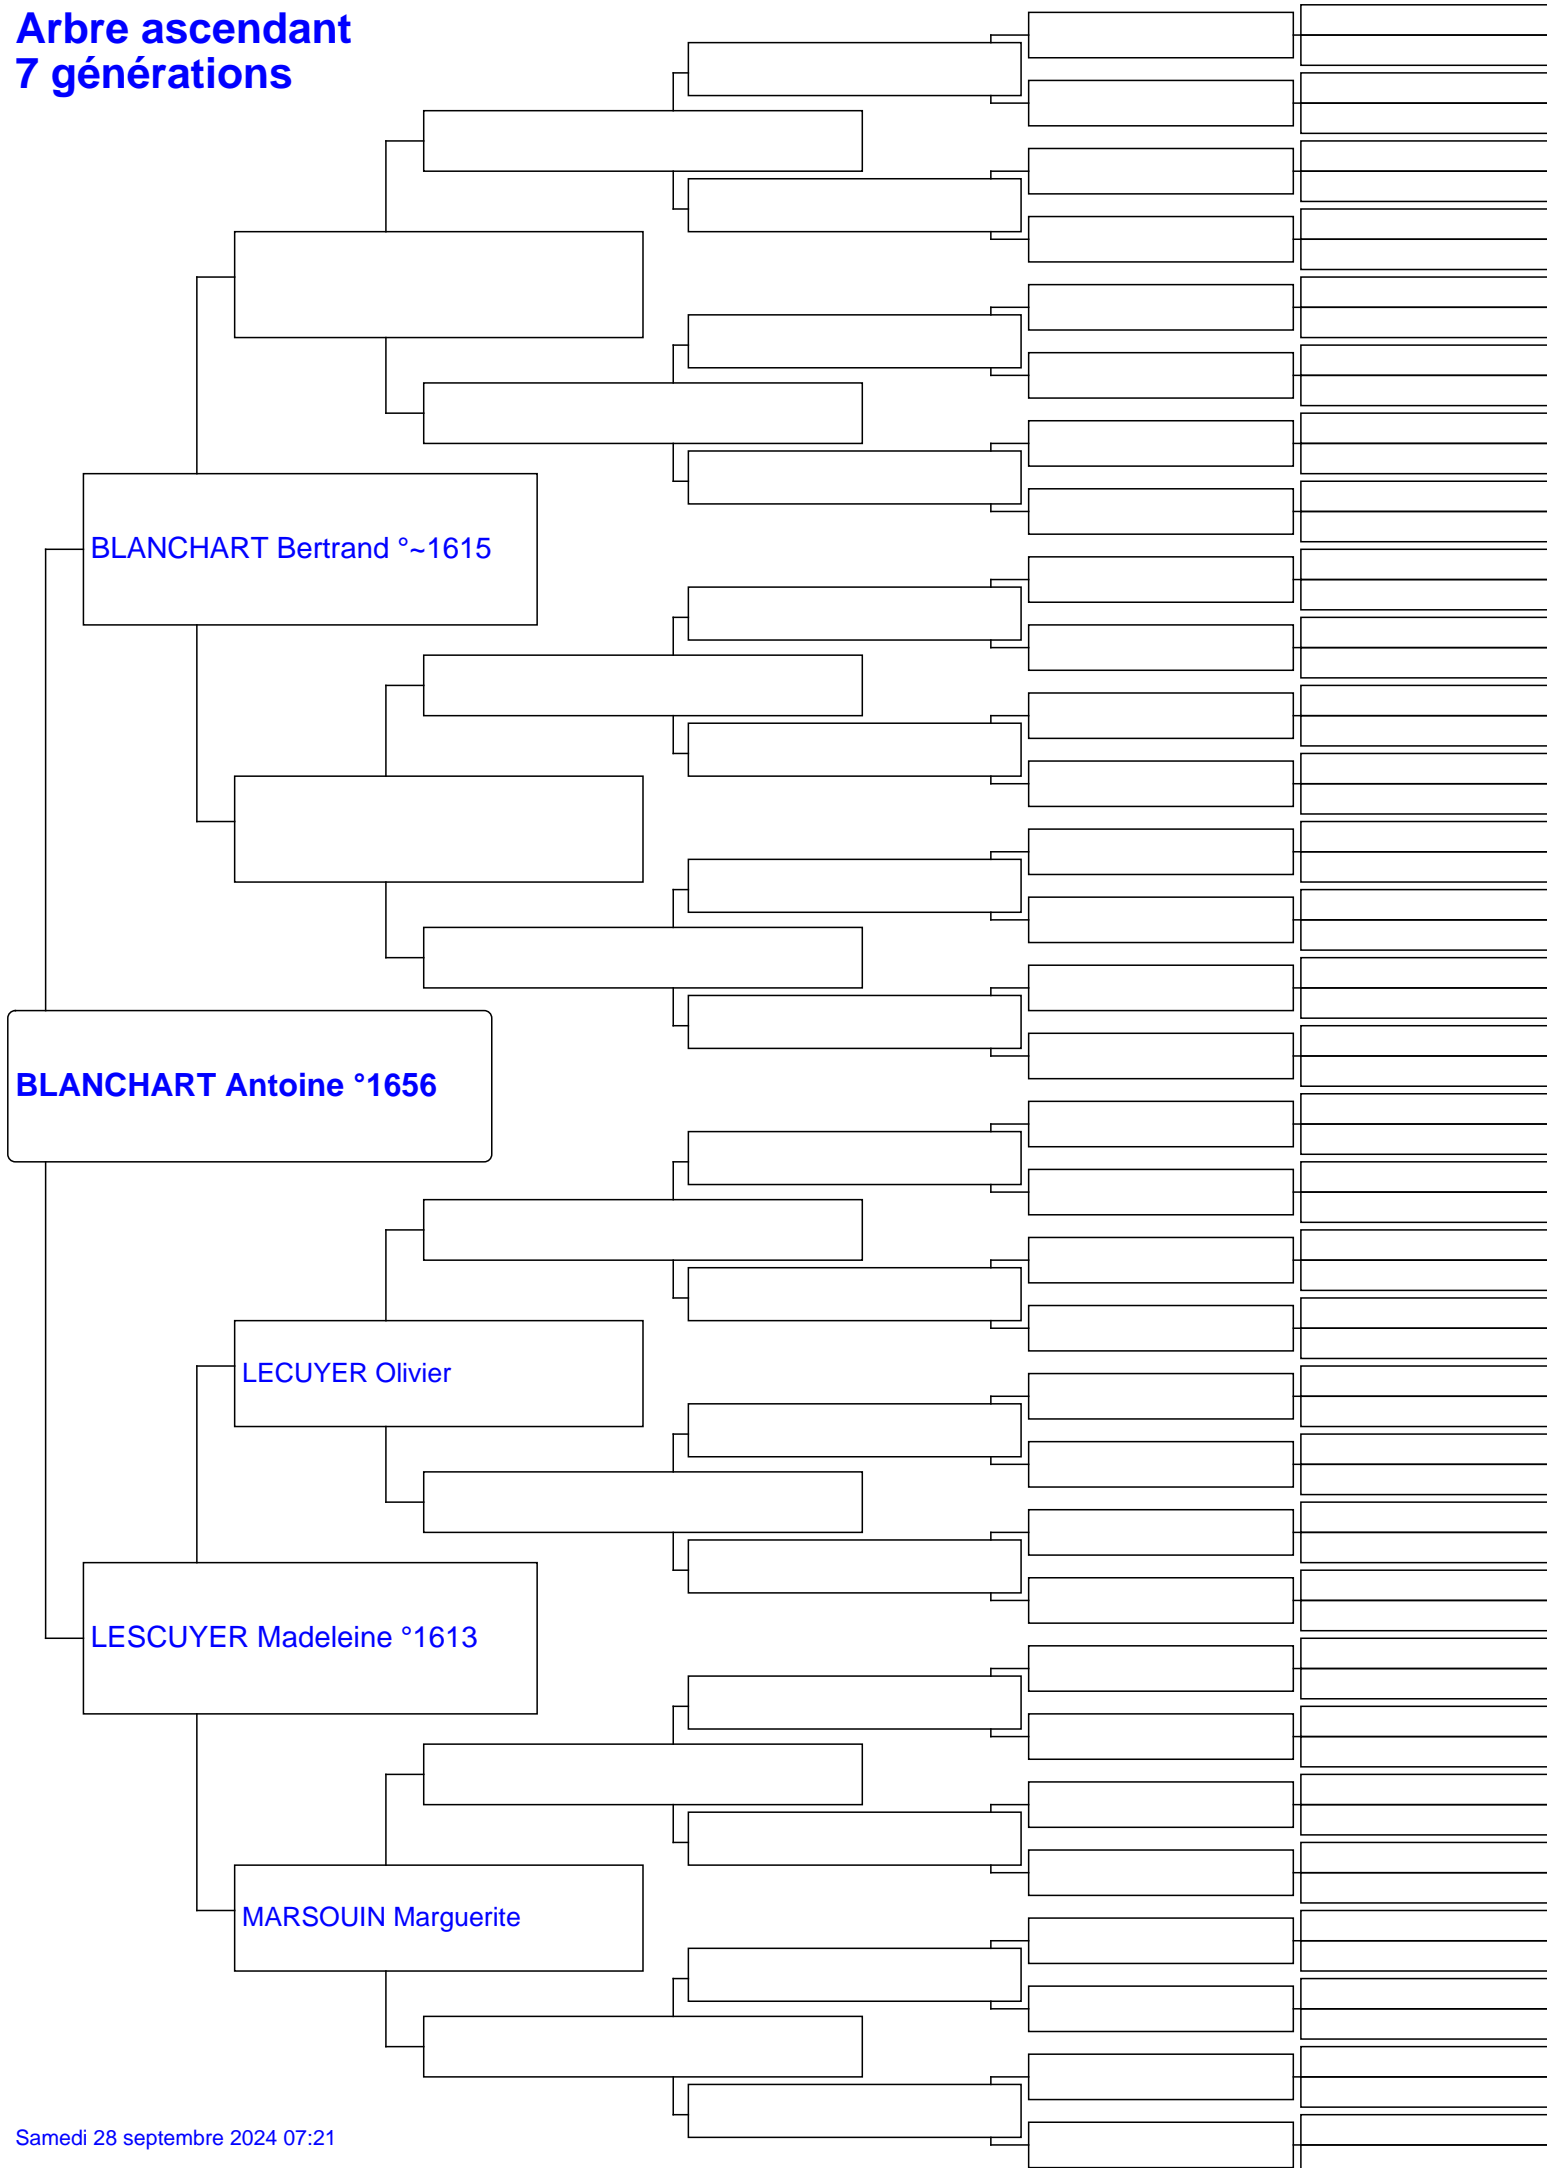 Arbre ascendant
7 générations
BLANCHART Bertrand °~1615
BLANCHART Antoine °1656
LECUYER Olivier
LESCUYER Madeleine °1613
MARSOUIN Marguerite
Samedi 28 septembre 2024 07:21